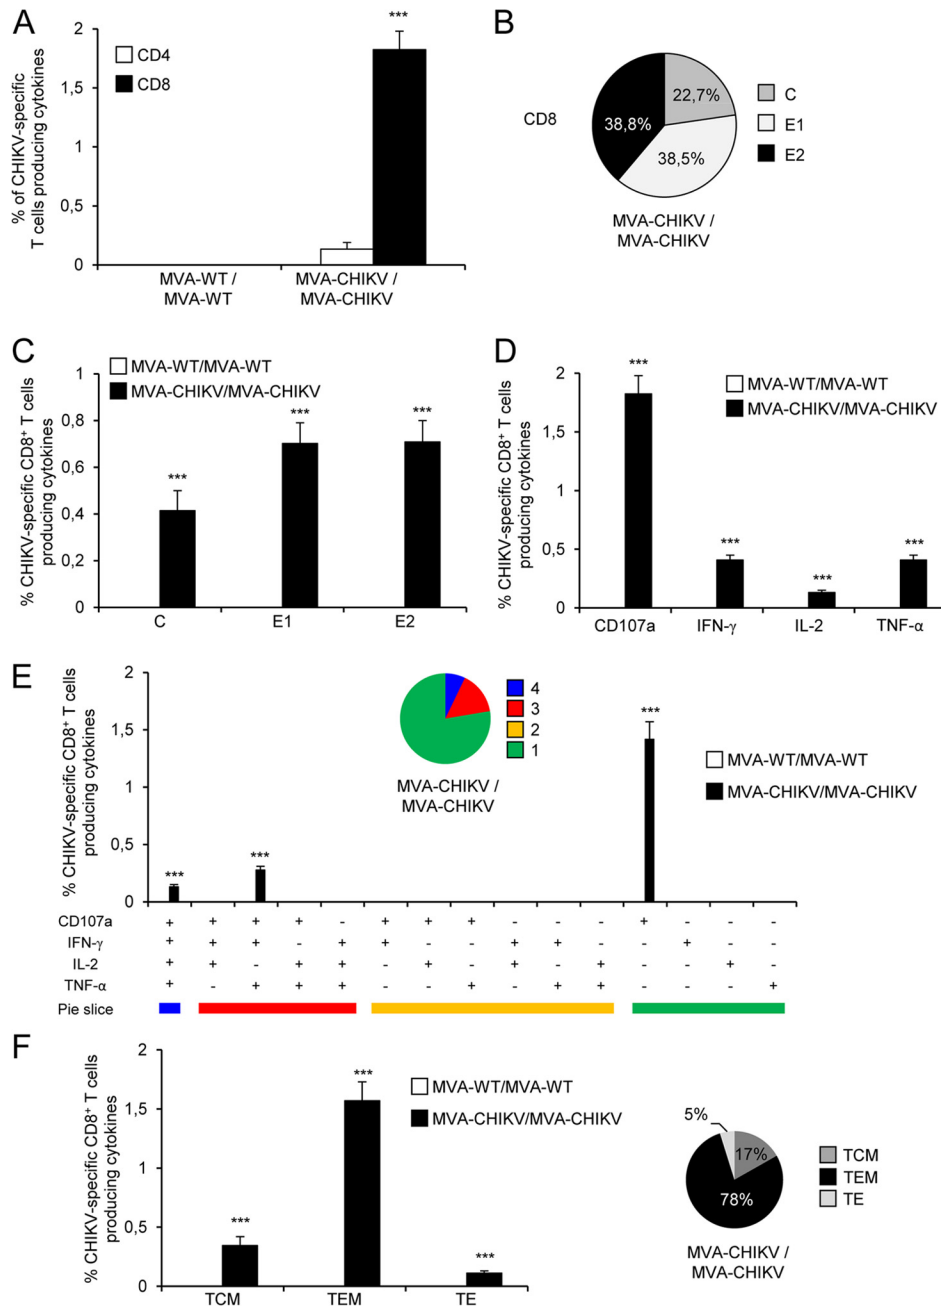 A
% of CHIKV-specific
T cells producing cytokines
2
1,5
1
0,5
0
CD4
CD8
***
MVA-WT /
MVA-WT
MVA-CHIKV /
MVA-CHIKV
B
CD8
22,7%
38,8%
38,5%
C
E1
E2
MVA-CHIKV /
MVA-CHIKV
C
MVA-WT/MVA-WT
MVA-CHIKV/MVA-CHIKV
% CHIKV-specific CD8+ T cells
producing cytokines
1
0,8
0,6
0,4
0,2
0
***
***
***
C
E1
E2
D
MVA-WT/MVA-WT
MVA-CHIKV/MVA-CHIKV
% CHIKV-specific CD8+ T cells
producing cytokines
2
1,5
1
0,5
0
***
***
***
***
CD107a
IFN-γ
IL-2
TNF-α
E
% CHIKV-specific CD8+ T cells
producing cytokines
2
1,5
1
0,5
0
4
3
2
1
MVA-CHIKV /
MVA-CHIKV
MVA-WT/MVA-WT
MVA-CHIKV/MVA-CHIKV
***
***
***
CD107a + + + + - + + + - - - + - - -
IFN-γ + + + - + + - - + + - - + - -
IL-2 + + - + + - + - + - + - - + -
TNF-α + - + + + - - + - + + - - - +
Pie slice
F
% CHIKV-specific CD8+ T cells
producing cytokines
2
1,5
1
0,5
0
***
***
***
TCM
TEM
TE
MVA-WT/MVA-WT
MVA-CHIKV/MVA-CHIKV
5%
17%
78%
TCM
TEM
TE
MVA-CHIKV /
MVA-CHIKV